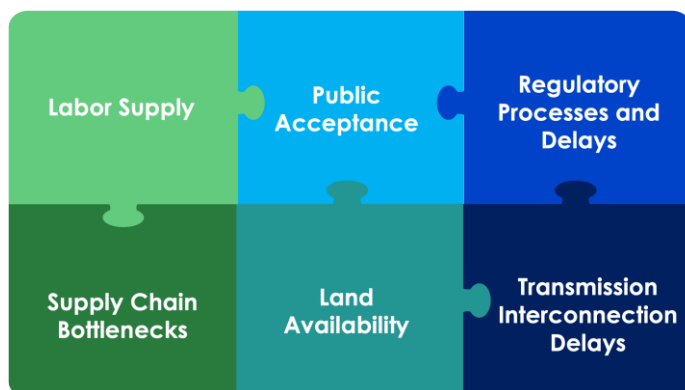 Labor Supply
Public
Acceptance
Regulatory
Processes and
Delays
Supply Chain
Bottlenecks
Land
Availability
Transmission
Interconnection
Delays